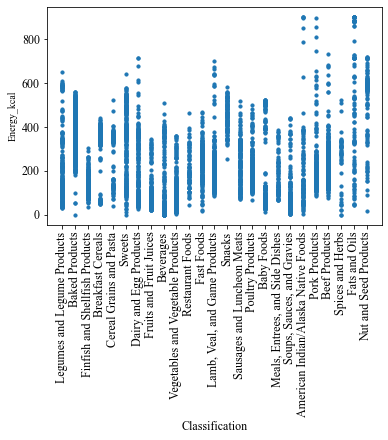 Energy_kcal
800
600
400
200
0
Legumes and Legume Products
Baked Products
Finfish and Shellfish Products
Breakfast Cereals
Cereal Grains and Pasta
Sweets
Dairy and Egg Products
Fruits and Fruit Juices
Beverages
Vegetables and Vegetable Products
Restaurant Foods
Fast Foods
Lamb, Veal, and Game Products
Snacks
Sausages and Luncheon Meats
Poultry Products
Baby Foods
Meals, Entrees, and Side Dishes
Soups, Sauces, and Gravies
American Indian/Alaska Native Foods
Pork Products
Beef Products
Spices and Herbs
Fats and Oils
Nut and Seed Products
Classification